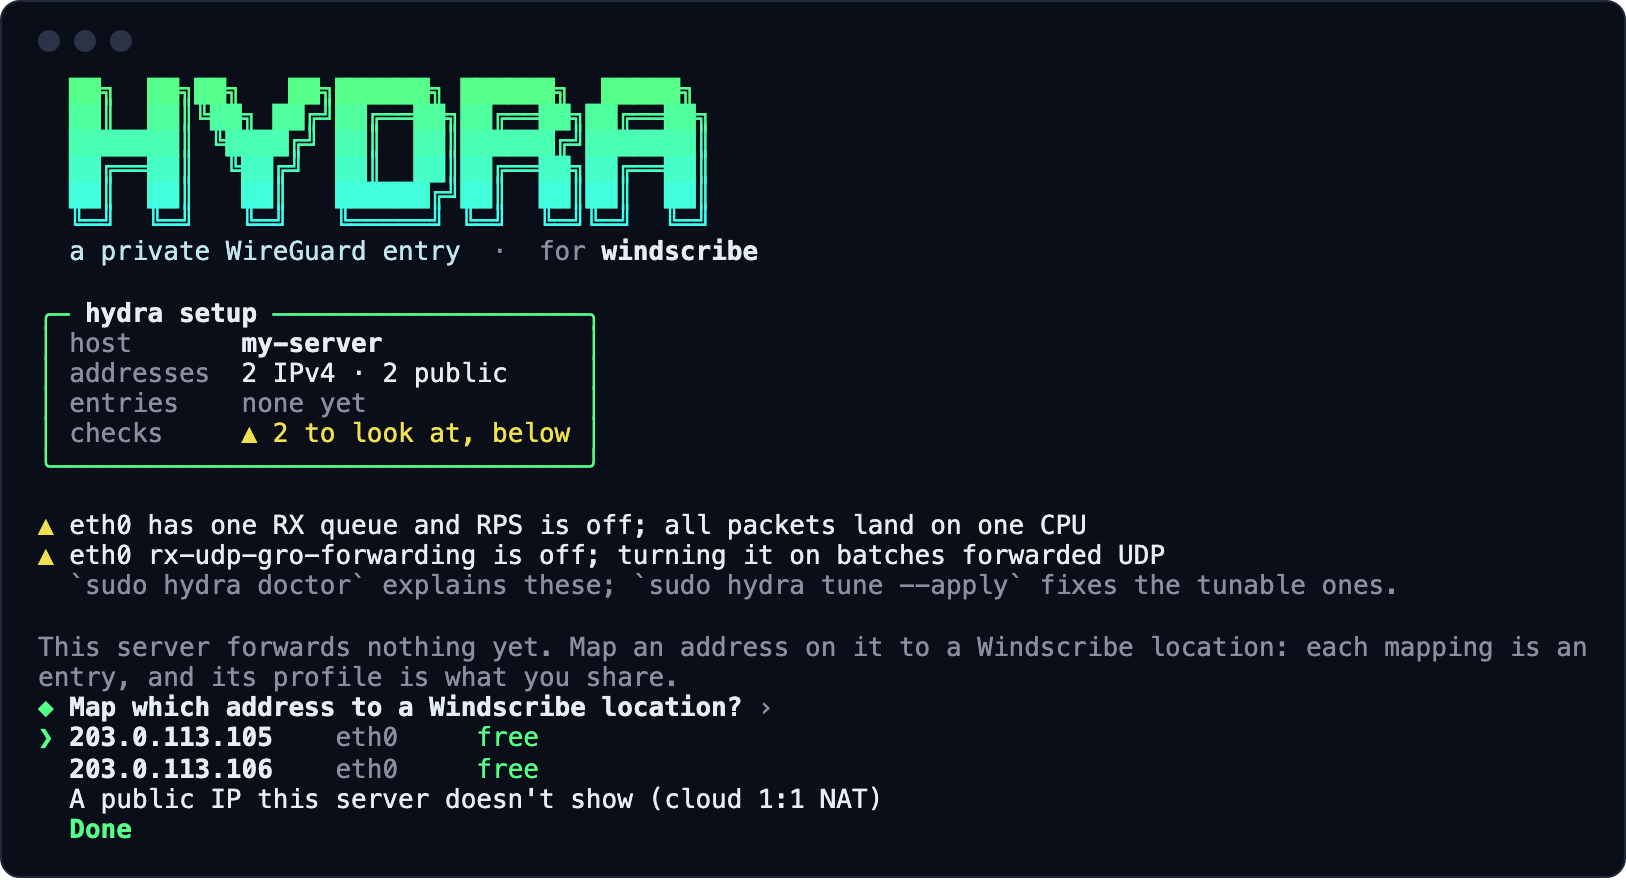 HYDRA
a private WireGuard entry · for windscribe
hydra setup
host my-server
addresses 2 IPv4 · 2 public
entries none yet
checks ▲ 2 to look at, below
▲ eth0 has one RX queue and RPS is off; all packets land on one CPU
▲ eth0 rx-udp-gro-forwarding is off; turning it on batches forwarded UDP
`sudo hydra doctor` explains these; `sudo hydra tune --apply` fixes the tunable ones.
This server forwards nothing yet. Map an address on it to a Windscribe location: each mapping is an
entry, and its profile is what you share.
◆ Map which address to a Windscribe location? ›
❯ 203.0.113.105 eth0 free
203.0.113.106 eth0 free
A public IP this server doesn't show (cloud 1:1 NAT)
Done